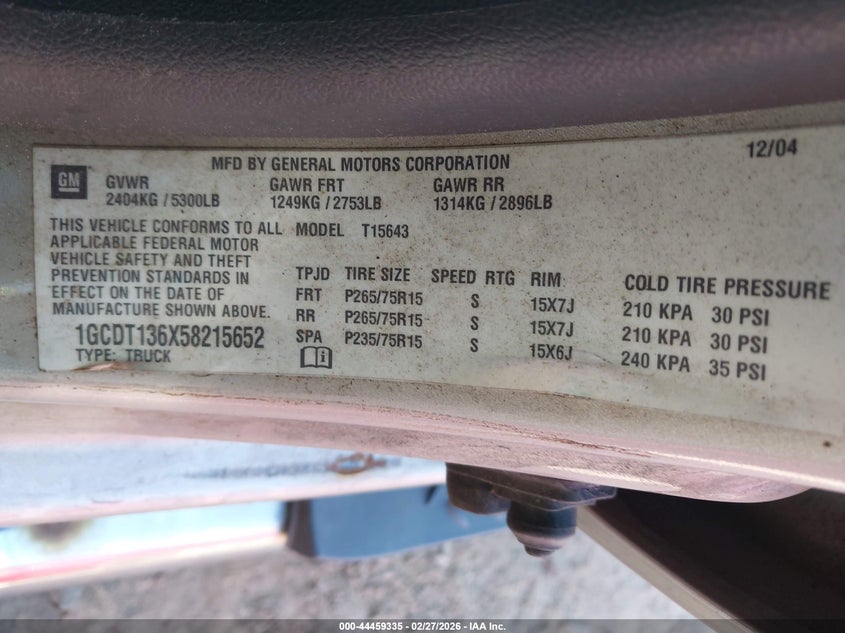 MFD BY GENERAL MOTORS CORPORATION 12/04
GM
GVWR GAWR FRT GAWR RR
2404KG / 5300LB 1249KG / 2753LB 1314KG / 2896LB
THIS VEHICLE CONFORMS TO ALL
APPLICABLE FEDERAL MOTOR
VEHICLE SAFETY AND THEFT
PREVENTION STANDARDS IN
EFFECT ON THE DATE OF
MANUFACTURE SHOWN ABOVE.
1GCDT136X58215652
TYPE: TRUCK
MODEL T15643
TPJD TIRE SIZE SPEED RTG RIM COLD TIRE PRESSURE
FRT P265/75R15 S 15X7J 210 KPA 30 PSI
RR P265/75R15 S 15X7J 210 KPA 30 PSI
SPA P235/75R15 S 15X6J 240 KPA 35 PSI
i
000-44459335 - 02/27/2026 - IAA Inc.